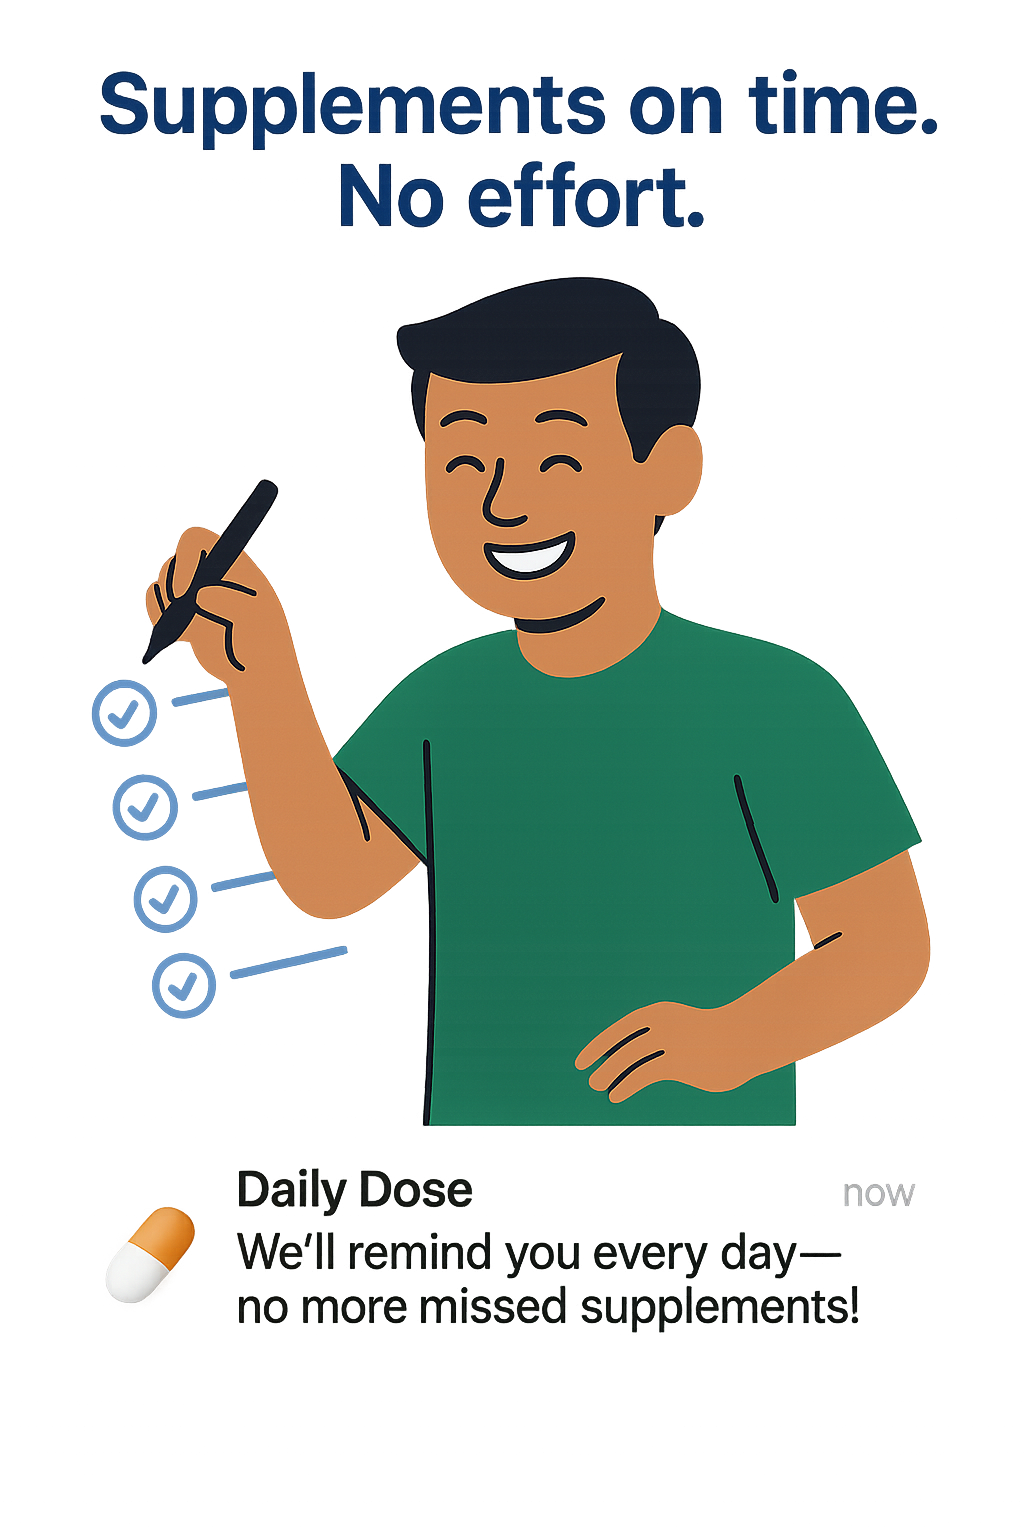 Supplements on time.
No effort.
Daily Dose
now
We’ll remind you every day—
no more missed supplements!